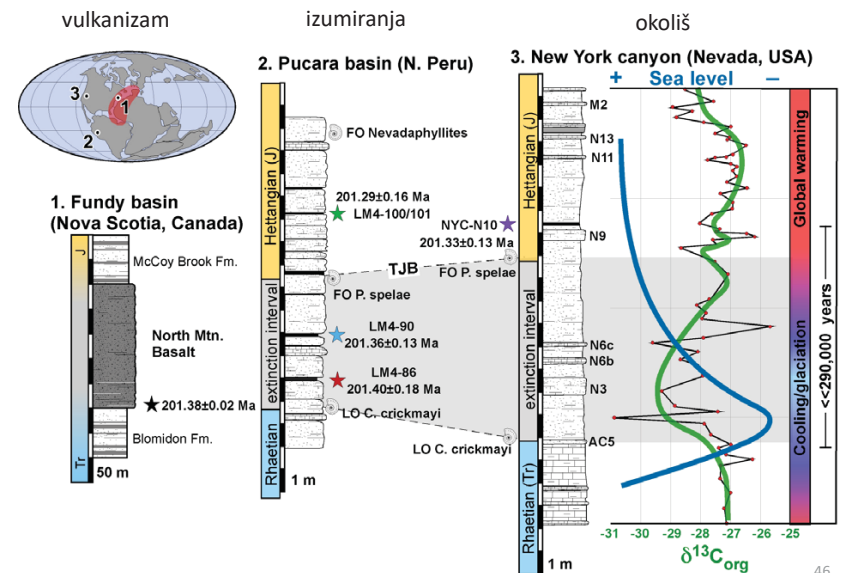 vulkanizam
izumiranja
okoliš
3
1
2
1. Fundy basin
(Nova Scotia, Canada)
J
Tr
McCoy Brook Fm.
North Mtn.
Basalt
201.38±0.02 Ma
Blomidon Fm.
50 m
2. Pucara basin (N. Peru)
Hettangian (J)
extinction interval
Rhaetian
FO Nevadaphyllites
201.29±0.16 Ma
LM4-100/101
TJB
FO P. spelae
LM4-90
201.36±0.13 Ma
LM4-86
201.40±0.18 Ma
LO C. crickmayi
1 m
3. New York canyon (Nevada, USA)
Hettangian (J)
extinction interval
Rhaetian (Tr)
NYC-N10
201.33±0.13 Ma
FO P. spelae
LO C. crickmayi
M2
N13
N11
N9
N6c
N6b
N3
AC5
1 m
+ Sea level −
-31 -30 -29 -28 -27 -26 -25
δ13Corg
Global warming
Cooling/glaciation
<<290,000 years
46